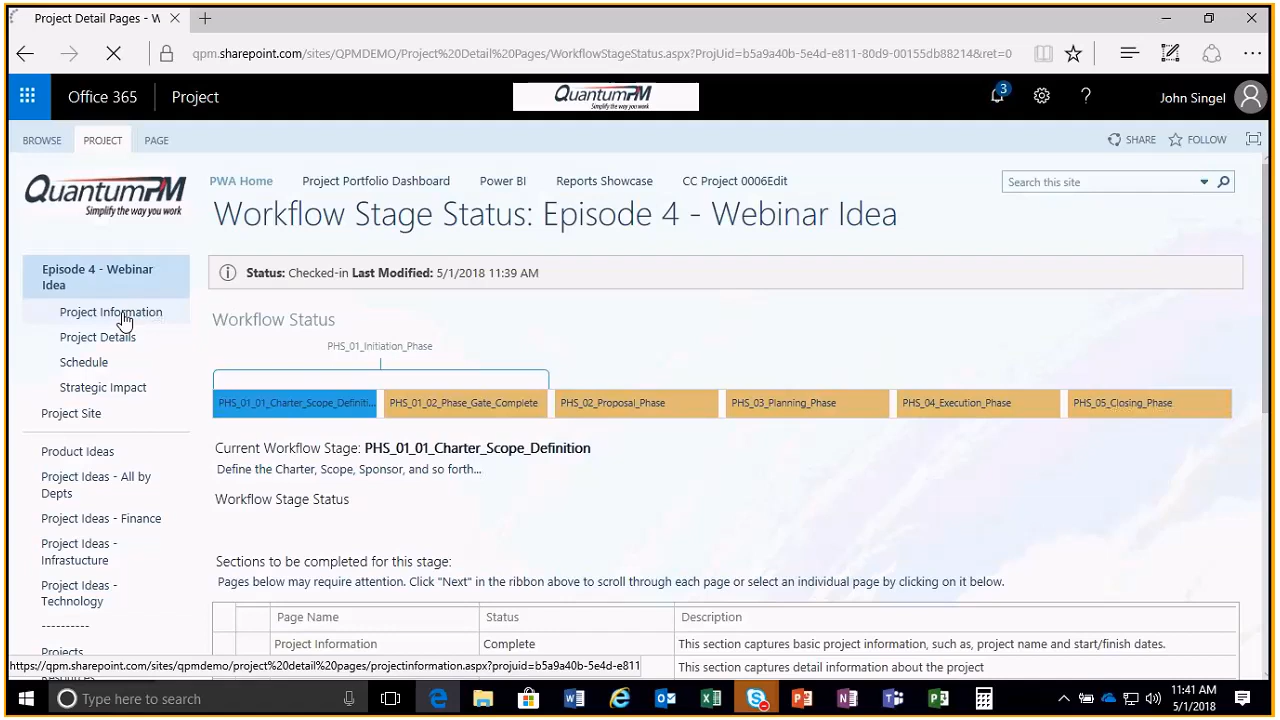 Project Detail Pages - W
qpm.sharepoint.com/sites/QPMDEMO/Project%20Detail%20Pages/WorkflowStageStatus.aspx?ProjUid=b5a9a40b-5e4d-e811-80d9-00155db88214&ret=0
Office 365 Project
QuantumPM
Simplify the way you work
3
John Singel
BROWSE PROJECT PAGE
SHARE FOLLOW
QuantumPM
Simplify the way you work
PWA Home Project Portfolio Dashboard Power BI Reports Showcase CC Project 0006Edit
Search this site
Workflow Stage Status: Episode 4 - Webinar Idea
Episode 4 - Webinar
Idea
Project Information
Project Details
Schedule
Strategic Impact
Project Site
Product Ideas
Project Ideas - All by
Depts
Project Ideas - Finance
Project Ideas -
Infrastucture
Project Ideas -
Technology
----------
Projects
Resources
Status: Checked-in Last Modified: 5/1/2018 11:39 AM
Workflow Status
PHS_01_Initiation_Phase
PHS_01_01_Charter_Scope_Definiti... PHS_01_02_Phase_Gate_Complete PHS_02_Proposal_Phase PHS_03_Planning_Phase PHS_04_Execution_Phase PHS_05_Closing_Phase
Current Workflow Stage: PHS_01_01_Charter_Scope_Definition
Define the Charter, Scope, Sponsor, and so forth...
Workflow Stage Status
Sections to be completed for this stage:
Pages below may require attention. Click "Next" in the ribbon above to scroll through each page or select an individual page by clicking on it below.
Page Name Status Description
Project Information Complete This section captures basic project information, such as, project name and start/finish dates.
This section captures detail information about the project
https://qpm.sharepoint.com/sites/qpmdemo/project%20detail%20pages/projectinformation.aspx?projuid=b5a9a40b-5e4d-e811
Type here to search
11:41 AM
5/1/2018